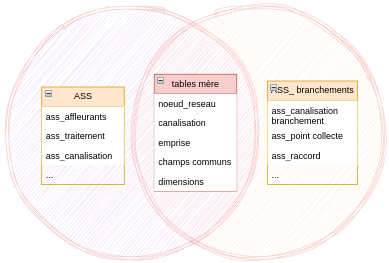 ASS
ass_affleurants
ass_traitement
ass_canalisation
...
tables mère
noeud_reseau
canalisation
emprise
champs communs
dimensions
ASS_ branchements
ass_canalisation
branchement
ass_point collecte
ass_raccord
...